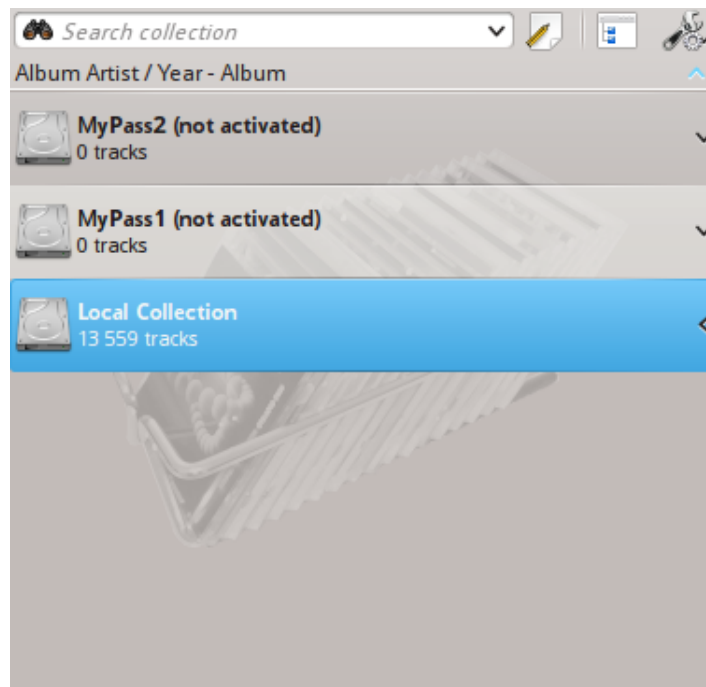 Search collection
Album Artist / Year - Album
MyPass2 (not activated)
0 tracks
MyPass1 (not activated)
0 tracks
Local Collection
13 559 tracks